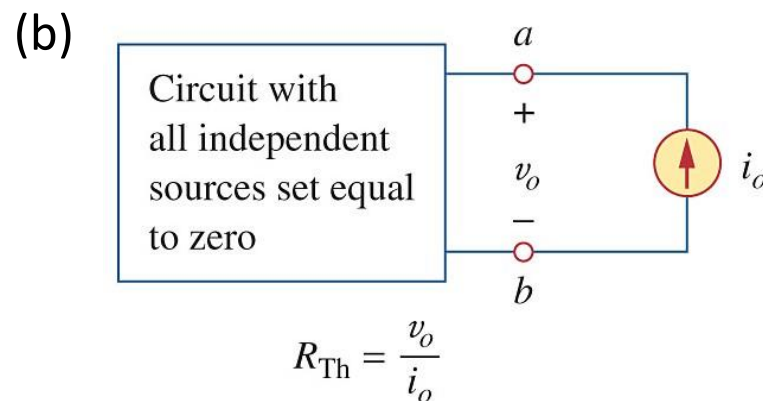 (b)
a
Circuit with
all independent
sources set equal
to zero
+
v_o
−
i_o
b
R_Th = v_o / i_o